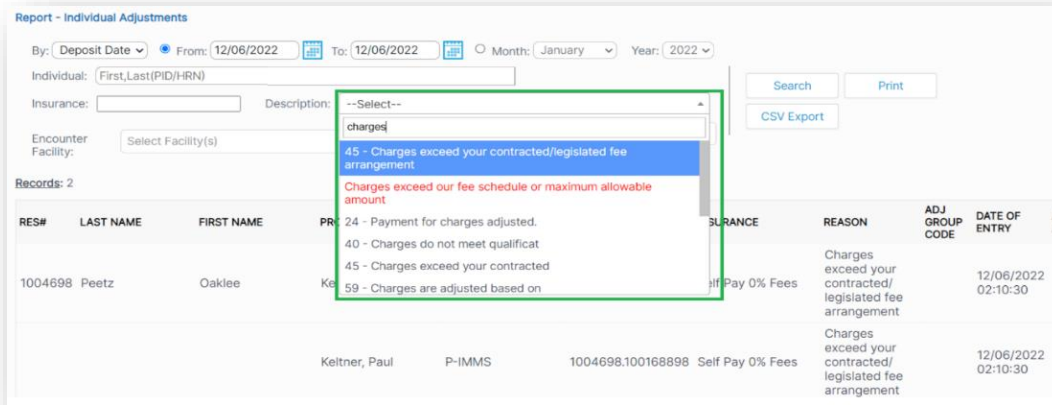 Report - Individual Adjustments
By: Deposit Date From: 12/06/2022 To: 12/06/2022 Month: January Year: 2022
Individual: First,Last(PID/HRN)
Search Print
Insurance: Description: --Select--
CSV Export
charges
Encounter Facility: Select Facility(s)
45 - Charges exceed your contracted/legislated fee
arrangement
Records: 2
Charges exceed our fee schedule or maximum allowable
amount
24 - Payment for charges adjusted.
40 - Charges do not meet qualificat
45 - Charges exceed your contracted
59 - Charges are adjusted based on
RES# LAST NAME FIRST NAME REASON ADJ GROUP CODE DATE OF ENTRY
1004698 Peetz Oaklee Pay 0% Fees Charges
exceed your
contracted/
legislated fee
arrangement
12/06/2022
02:10:30
Keltner, Paul P-IMMS 1004698.100168898 Self Pay 0% Fees
Charges
exceed your
contracted/
legislated fee
arrangement
12/06/2022
02:10:30